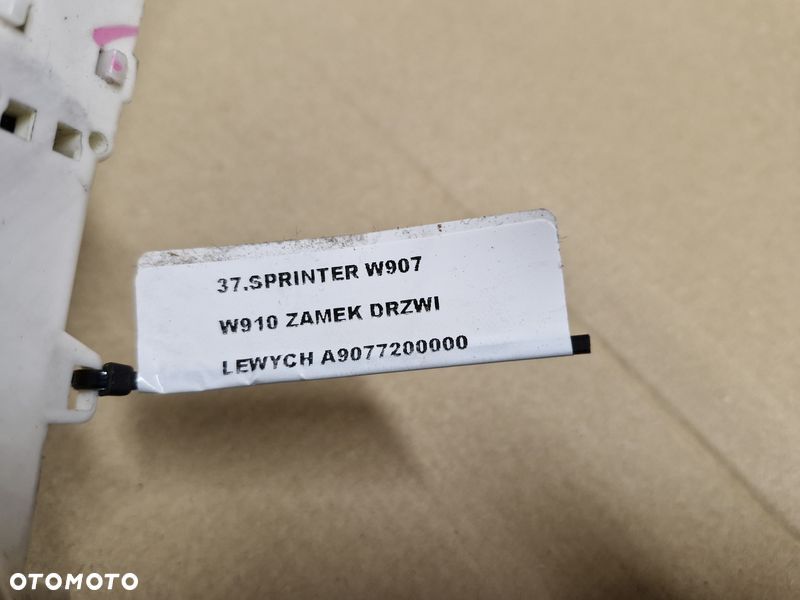 37.SPRINTER W907
W910 ZAMEK DRZWI
LEWYCH A9077200000
OTOMOTO